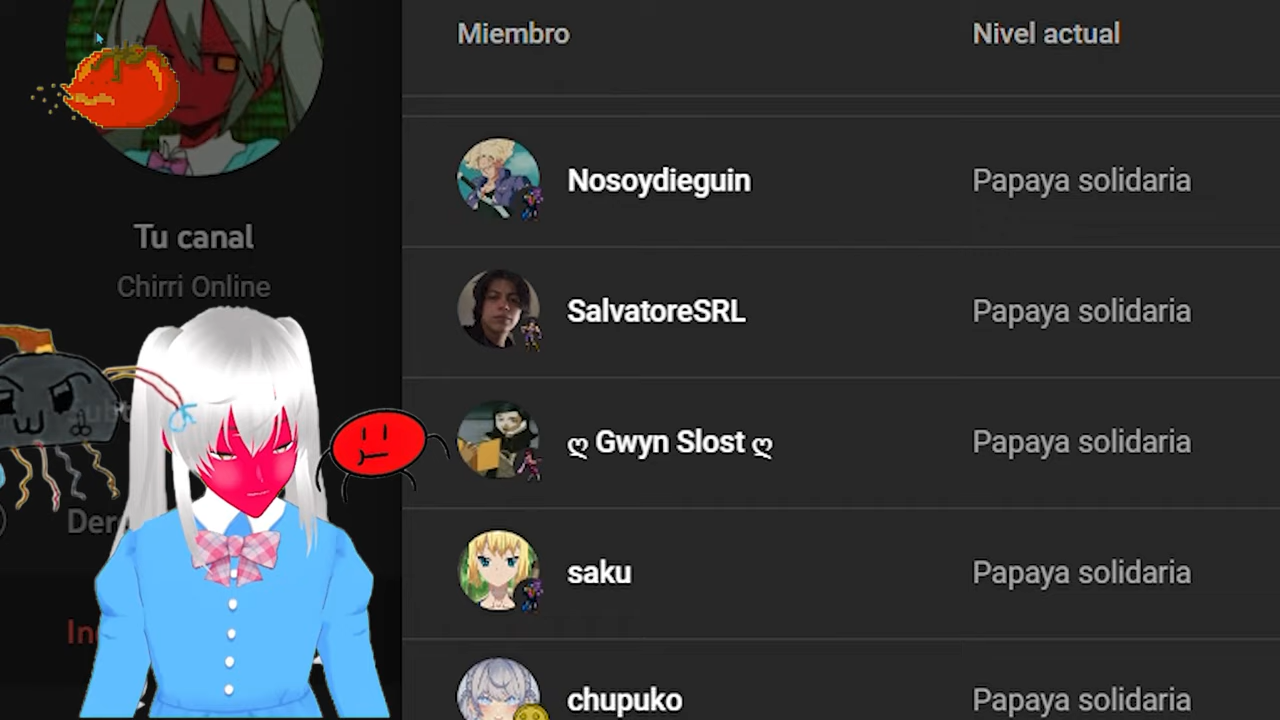 Miembro
Nivel actual
Nosoydieguin
Papaya solidaria
Tu canal
Chirri Online
SalvatoreSRL
Papaya solidaria
ღ Gwyn Slost ღ
Papaya solidaria
saku
Papaya solidaria
chupuko
Papaya solidaria